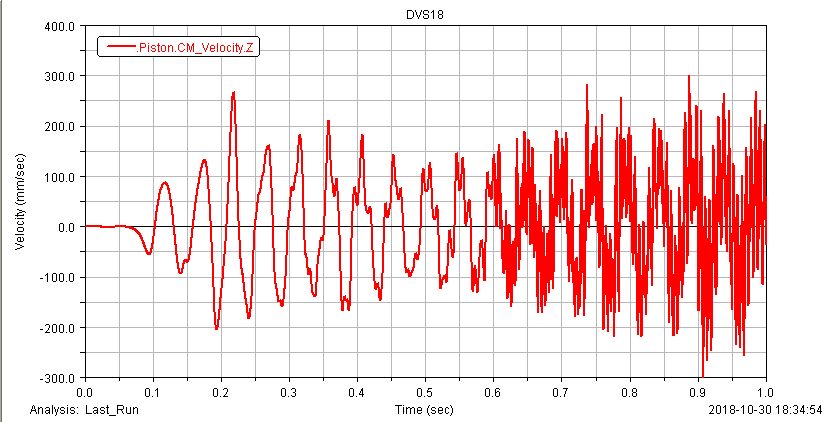 DVS18
400.0
.Piston.CM_Velocity.Z
300.0
200.0
100.0
0.0
-100.0
-200.0
-300.0
Velocity (mm/sec)
0.0 0.1 0.2 0.3 0.4 0.5 0.6 0.7 0.8 0.9 1.0
Analysis: Last_Run Time (sec) 2018-10-30 18:34:54